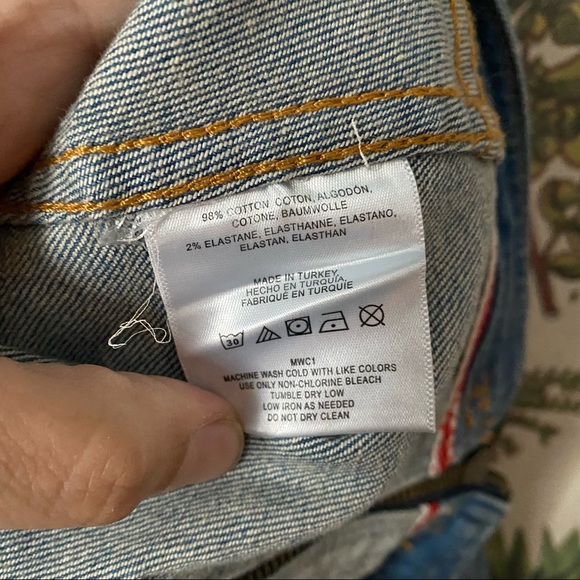 98% COTTON, COTON, ALGODÓN,
COTONE, BAUMWOLLE
2% ELASTANE, ELASTHANNE, ELASTANO,
ELASTAN, ELASTHAN
MADE IN TURKEY
HECHO EN TURQUÍA,
FABRIQUÉ EN TURQUIE
30
MWC1
MACHINE WASH COLD WITH LIKE COLORS
USE ONLY NON-CHLORINE BLEACH
TUMBLE DRY LOW
LOW IRON AS NEEDED
DO NOT DRY CLEAN